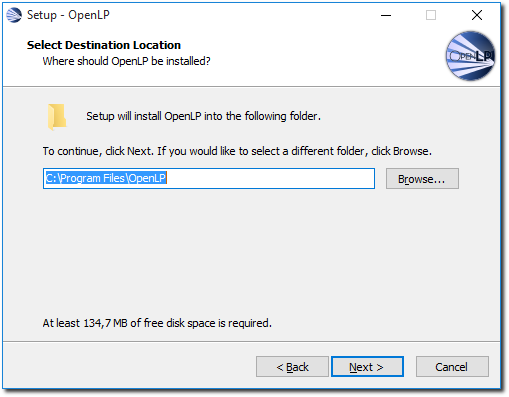 Setup - OpenLP
Select Destination Location
Where should OpenLP be installed?
OPENLP
Setup will install OpenLP into the following folder.
To continue, click Next. If you would like to select a different folder, click Browse.
C:\Program Files\OpenLP
Browse...
At least 134,7 MB of free disk space is required.
< Back
Next >
Cancel